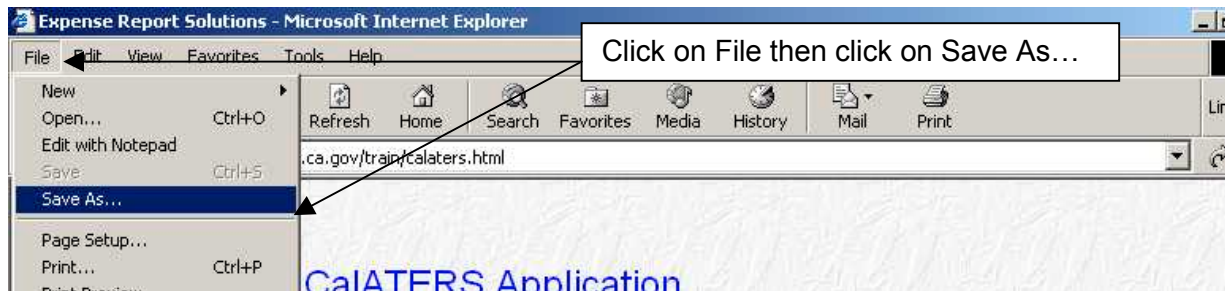 Expense Report Solutions - Microsoft Internet Explorer
Click on File then click on Save As…
File Edit View Favorites Tools Help
New
Open... Ctrl+O
Edit with Notepad
Save Ctrl+S
Save As...
Page Setup...
Print... Ctrl+P
Print Preview
Refresh Home Search Favorites Media History Mail Print
.ca.gov/train/calaters.html
CalATERS Application